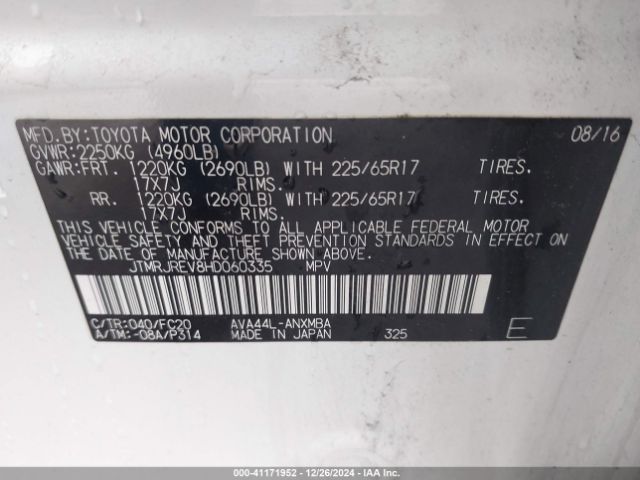 MFD.BY:TOYOTA MOTOR CORPORATION 08/16
GVWR:2250KG (4960LB)
GAWR:FRT. 1220KG (2690LB) WITH 225/65R17 TIRES.
17X7J RIMS.
RR. 1220KG (2690LB) WITH 225/65R17 TIRES.
17X7J RIMS.
THIS VEHICLE CONFORMS TO ALL APPLICABLE FEDERAL MOTOR
VEHICLE SAFETY AND THEFT PREVENTION STANDARDS IN EFFECT ON
THE DATE OF MANUFACTURE SHOWN ABOVE.
JTMRJREV8HD060335 MPV
C/TR:040/FC20 AVA44L-ANXMBA
A/TM:-08A/P314 MADE IN JAPAN 325 E
000-41171952 - 12/26/2024 - IAA Inc.